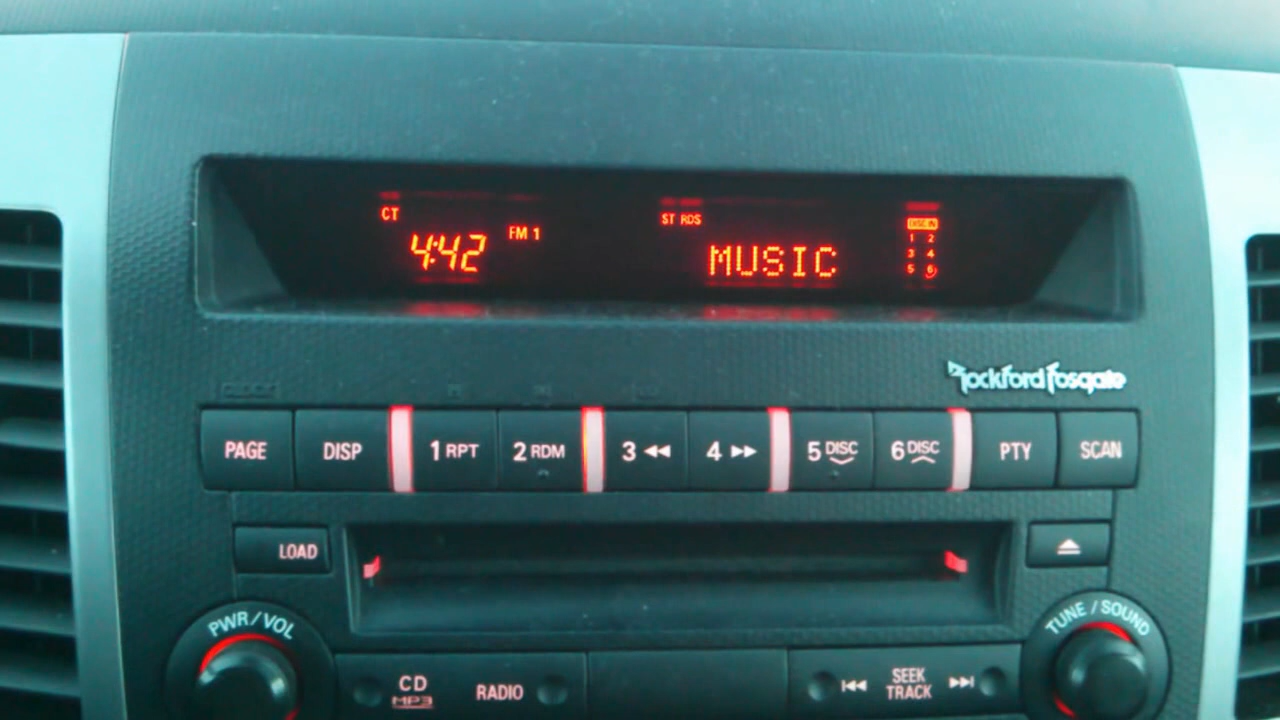 CT
4:42 FM 1
ST RDS
MUSIC
DISC IN
1 2
3 4
5 6
Rockford Fosgate
PAGE DISP 1 RPT 2 RDM 3 4 5 DISC 6 DISC PTY SCAN
LOAD
PWR/VOL
TUNE / SOUND
CD
MP3
RADIO
SEEK
TRACK